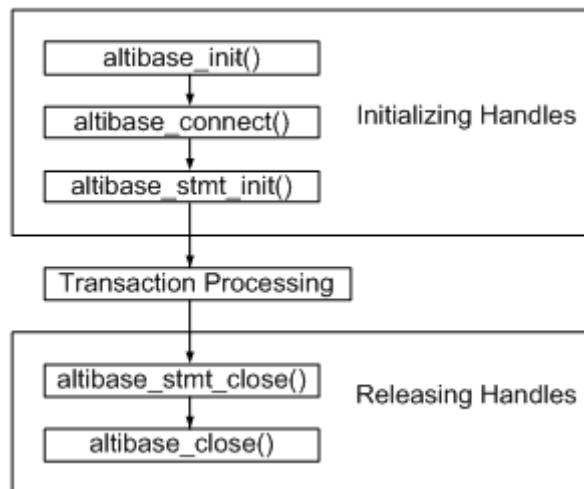 altibase_init()
altibase_connect()
Initializing Handles
altibase_stmt_init()
Transaction Processing
altibase_stmt_close()
Releasing Handles
altibase_close()